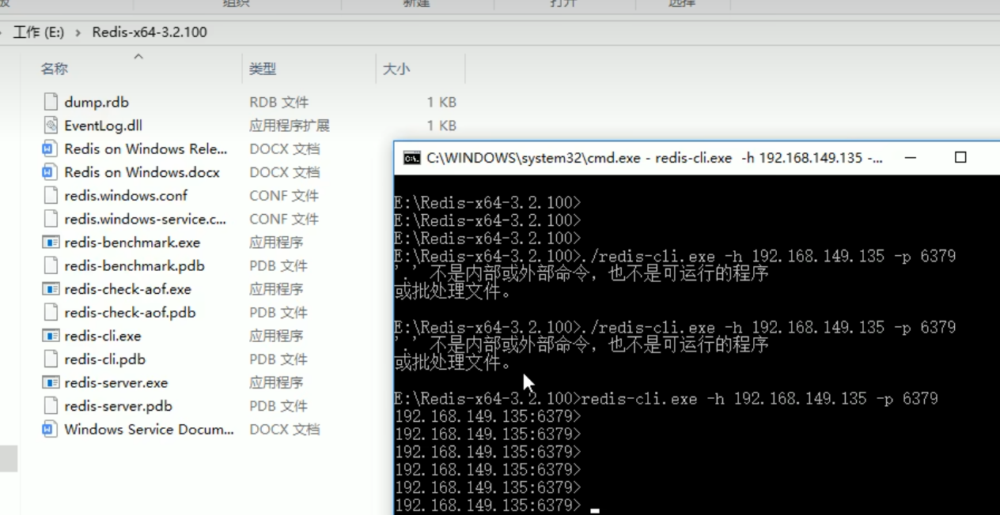 组织
新建
打开
选择
工作 (E:) › Redis-x64-3.2.100
名称 类型 大小
dump.rdb RDB 文件 1 KB
EventLog.dll 应用程序扩展 1 KB
Redis on Windows Rele... DOCX 文档
Redis on Windows.docx DOCX 文档
redis.windows.conf CONF 文件
redis.windows-service.c... CONF 文件
redis-benchmark.exe 应用程序
redis-benchmark.pdb PDB 文件
redis-check-aof.exe 应用程序
redis-check-aof.pdb PDB 文件
redis-cli.exe 应用程序
redis-cli.pdb PDB 文件
redis-server.exe 应用程序
redis-server.pdb PDB 文件
Windows Service Docum... DOCX 文档
C:\WINDOWS\system32\cmd.exe - redis-cli.exe -h 192.168.149.135 -...
E:\Redis-x64-3.2.100>
E:\Redis-x64-3.2.100>
E:\Redis-x64-3.2.100>
E:\Redis-x64-3.2.100>./redis-cli.exe -h 192.168.149.135 -p 6379
'.' 不是内部或外部命令，也不是可运行的程序
或批处理文件。
E:\Redis-x64-3.2.100>./redis-cli.exe -h 192.168.149.135 -p 6379
'.' 不是内部或外部命令，也不是可运行的程序
或批处理文件。
E:\Redis-x64-3.2.100>redis-cli.exe -h 192.168.149.135 -p 6379
192.168.149.135:6379>
192.168.149.135:6379>
192.168.149.135:6379>
192.168.149.135:6379>
192.168.149.135:6379>
192.168.149.135:6379>